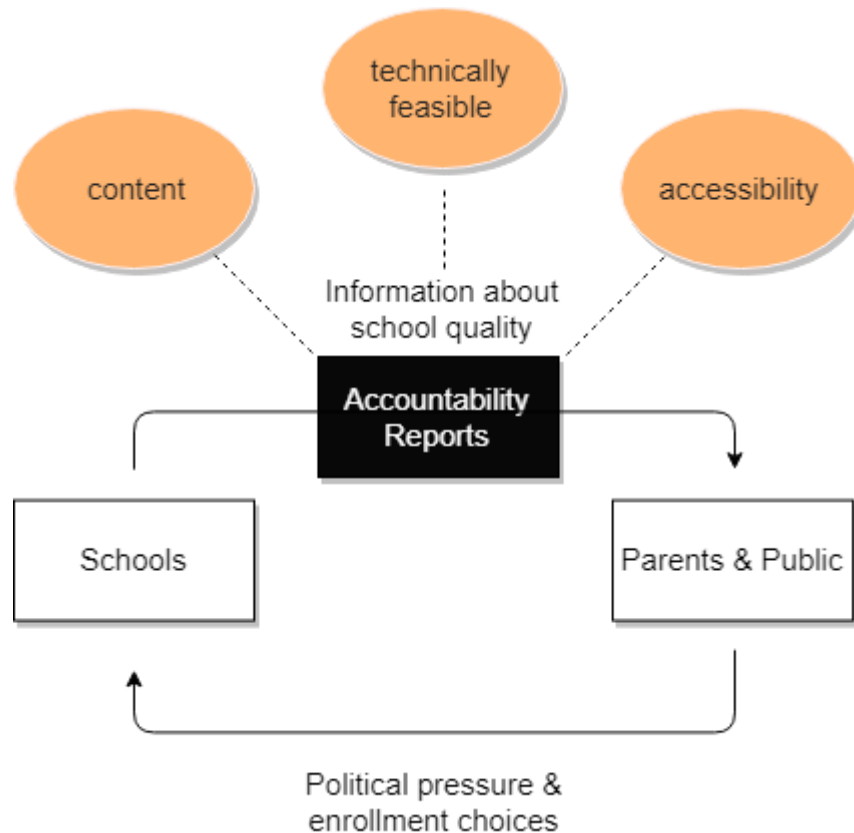 technically
feasible
content
accessibility
Information about
school quality
Accountability
Reports
Schools
Parents & Public
Political pressure &
enrollment choices